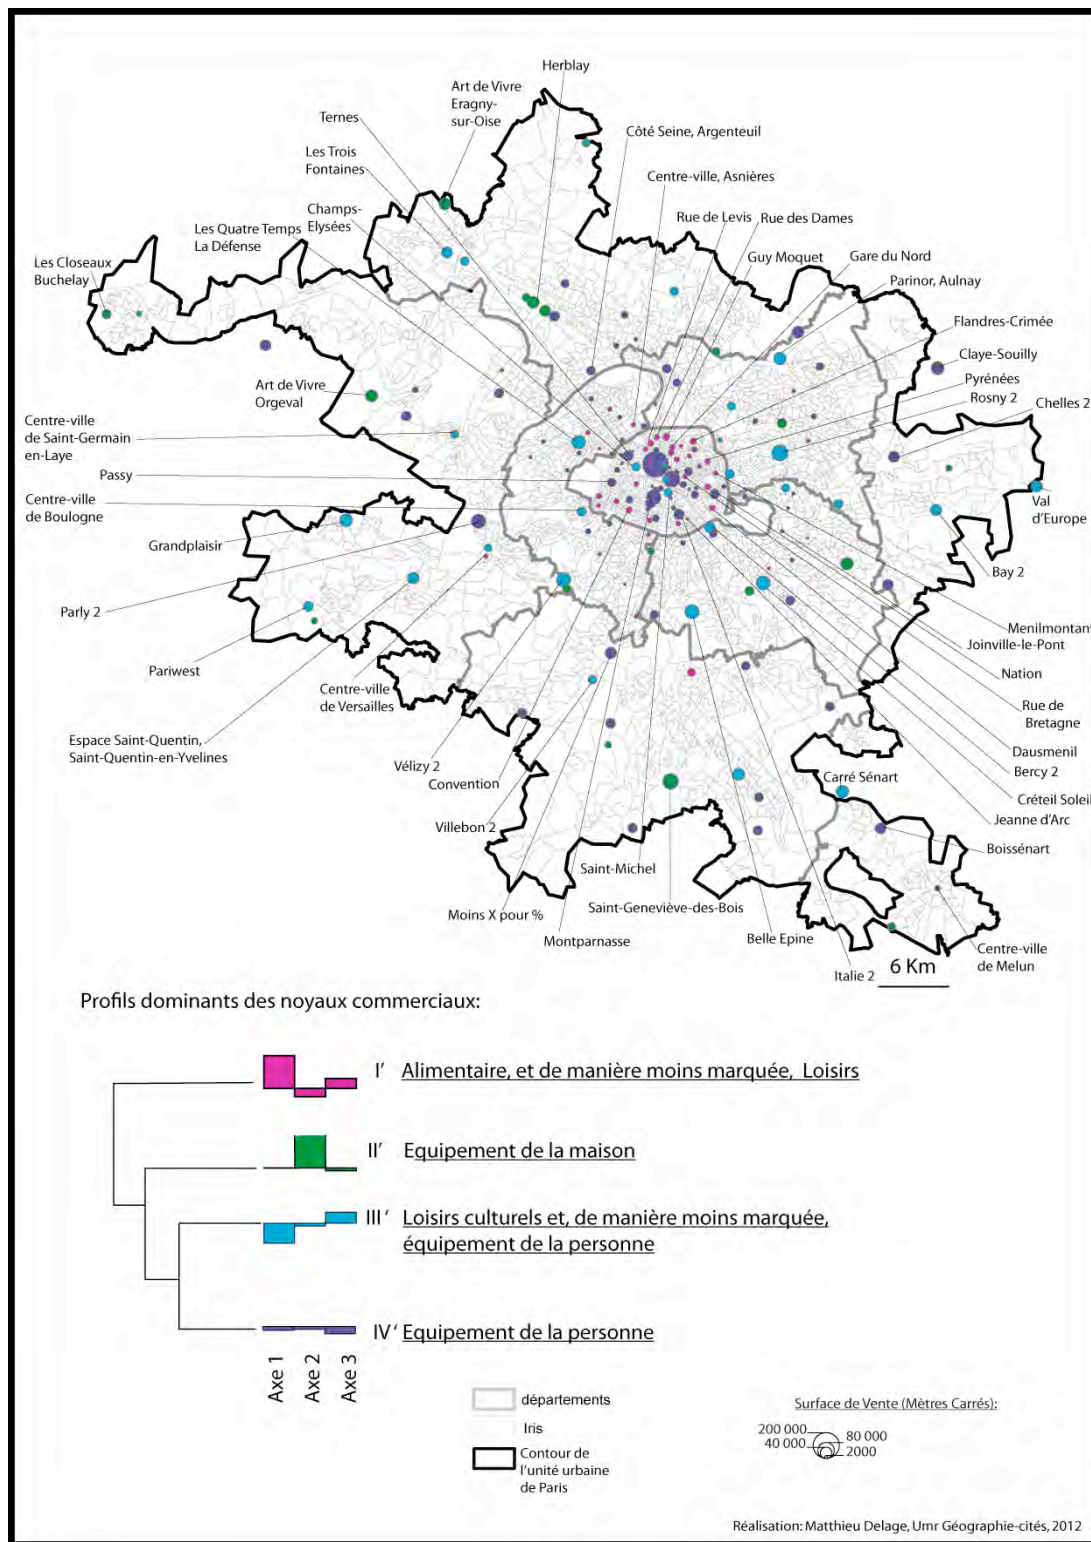 Herblay
Art de Vivre
Eragny-
sur-Oise
Ternes
Côté Seine, Argenteuil
Les Trois
Fontaines
Centre-ville, Asnières
Champs-
Elysées
Rue de Levis
Rue des Dames
Les Quatre Temps
La Défense
Guy Moquet
Gare du Nord
Les Closeaux
Buchelay
Parinor, Aulnay
Flandres-Crimée
Claye-Souilly
Art de Vivre
Orgeval
Pyrénées
Rosny 2
Chelles 2
Centre-ville
de Saint-Germain
en-Laye
Passy
Centre-ville
de Boulogne
Val
d'Europe
Grandplaisir
Bay 2
Parly 2
Menilmontant
Joinville-le-Pont
Pariwest
Nation
Centre-ville
de Versailles
Rue de
Bretagne
Espace Saint-Quentin,
Saint-Quentin-en-Yvelines
Dausmenil
Vélizy 2
Bercy 2
Convention
Carré Sénart
Créteil Soleil
Villebon 2
Jeanne d'Arc
Boissénart
Saint-Michel
Moins X pour %
Saint-Geneviève-des-Bois
Montparnasse
Belle Epine
Italie 2
Centre-ville
de Melun
6 Km
Profils dominants des noyaux commerciaux:
I' Alimentaire, et de manière moins marquée, Loisirs
II' Equipement de la maison
III' Loisirs culturels et, de manière moins marquée,
équipement de la personne
IV' Equipement de la personne
Axe 1
Axe 2
Axe 3
départements
Iris
Contour de
l'unité urbaine
de Paris
Surface de Vente (Mètres Carrés):
200 000
80 000
40 000
2000
Réalisation: Matthieu Delage, Umr Géographie-cités, 2012